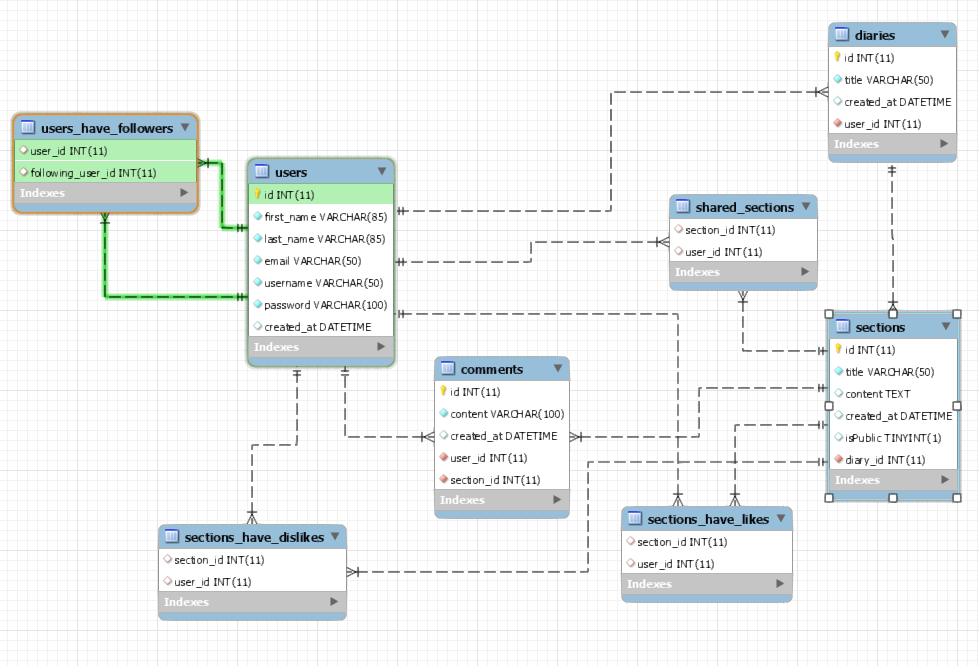 diaries
id INT(11)
title VARCHAR(50)
created_at DATETIME
user_id INT(11)
Indexes
users_have_followers
user_id INT(11)
following_user_id INT(11)
Indexes
users
id INT(11)
first_name VARCHAR(85)
last_name VARCHAR(85)
email VARCHAR(50)
username VARCHAR(50)
password VARCHAR(100)
created_at DATETIME
Indexes
shared_sections
section_id INT(11)
user_id INT(11)
Indexes
sections
id INT(11)
title VARCHAR(50)
content TEXT
created_at DATETIME
isPublic TINYINT(1)
diary_id INT(11)
Indexes
comments
id INT(11)
content VARCHAR(100)
created_at DATETIME
user_id INT(11)
section_id INT(11)
Indexes
sections_have_likes
section_id INT(11)
user_id INT(11)
Indexes
sections_have_dislikes
section_id INT(11)
user_id INT(11)
Indexes